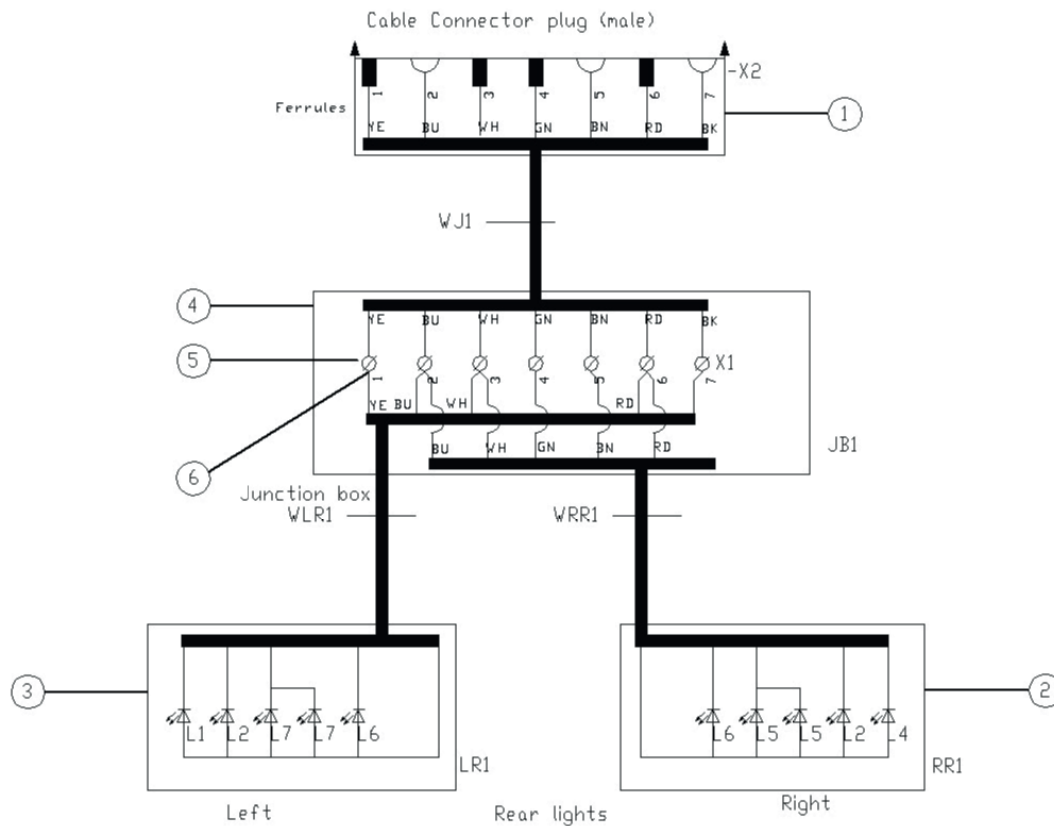 Cable Connector plug (male)
-X2
Ferrules
1 2 3 4 5 6 7
YE BU WH GN BN RD BK
1
WJ1
4
YE BU WH GN BN RD BK
5
X1
1 2 3 4 5 6 7
YE BU WH RD
BU WH GN BN RD
JB1
6
Junction box
WLR1 WRR1
3
2
L1 L2 L7 L7 L6
L6 L5 L5 L2 L4
LR1
RR1
Left
Rear lights
Right